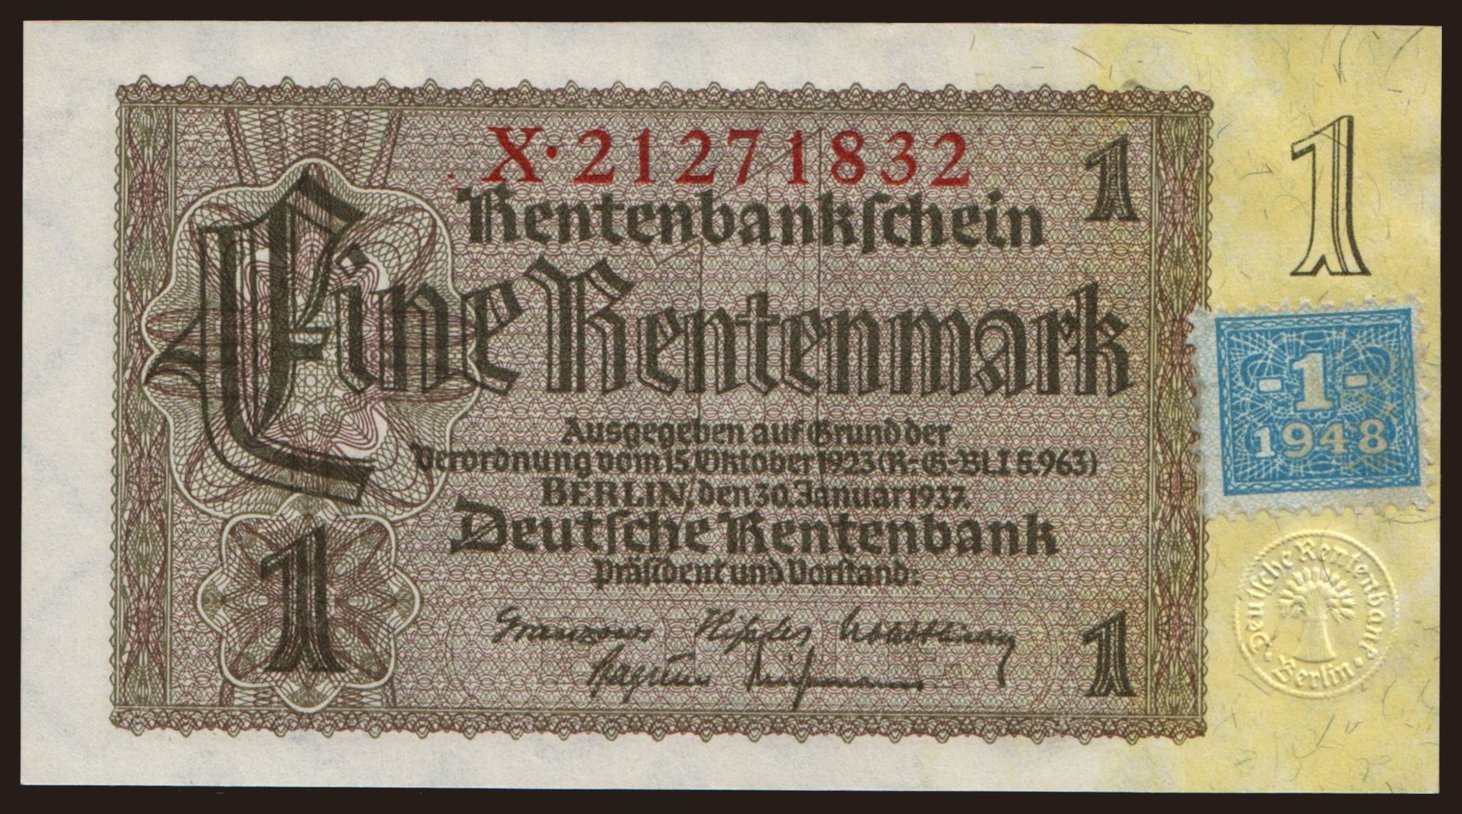 X·21271832
Rentenbankſchein
1
1
Eine Rentenmark
-1-
1948
Ausgegeben auf Grund der
Verordnung vom 15. Oktober 1923 (R.-G.-Bl. I S. 963)
BERLIN, den 30. Januar 1937.
Deutſche Rentenbank
Präſident und Vorſtand:
1
1
Deutſche Rentenbank · Berlin ·